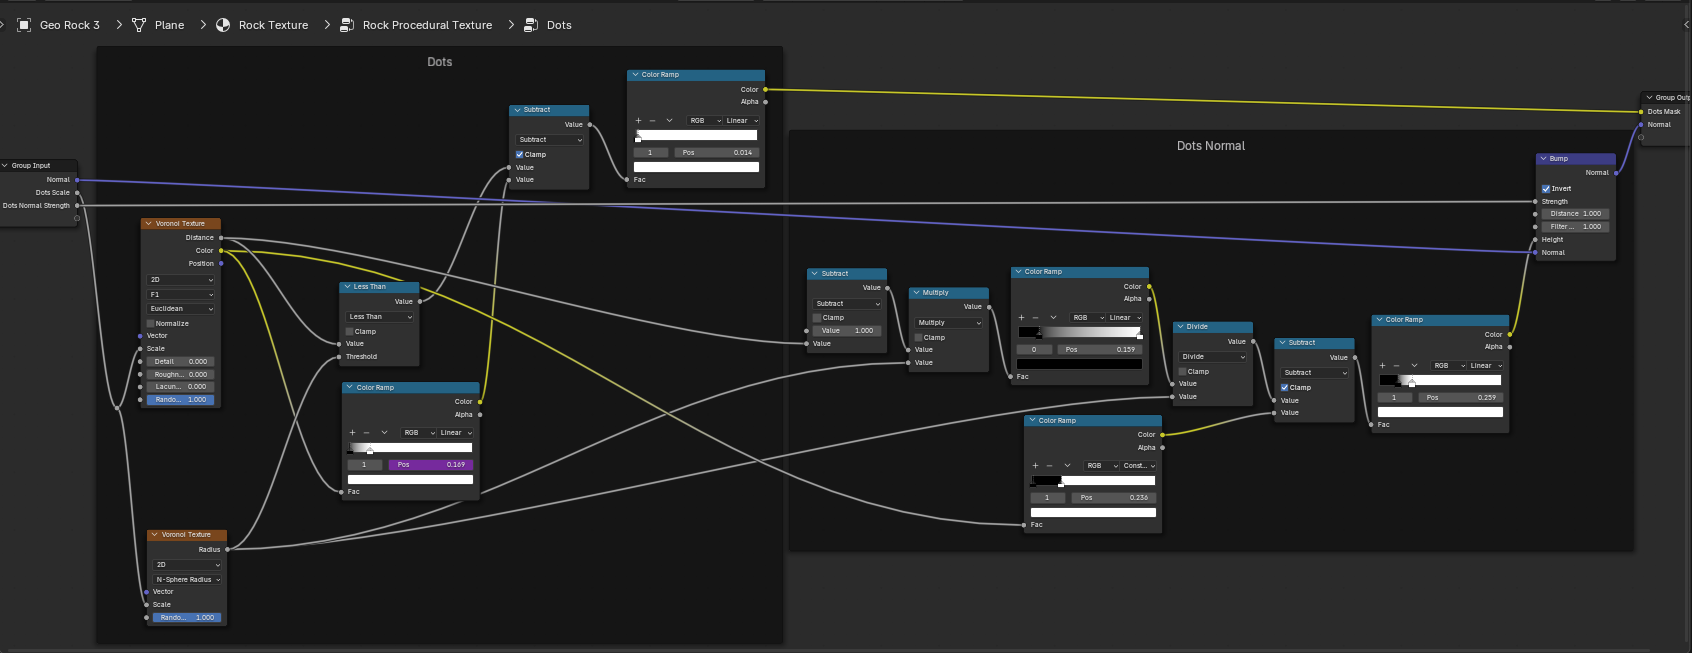 Geo Rock 3 > Plane > Rock Texture > Rock Procedural Texture > Dots
Dots
Color Ramp
Color
Alpha
RGB Linear
1 Pos 0.014
Fac
Subtract
Value
Subtract
Clamp
Value
Value
Group Input
Normal
Dots Scale
Dots Normal Strength
Voronoi Texture
Distance
Color
Position
2D
F1
Euclidean
Normalize
Vector
Scale
Detail 0.000
Roughn... 0.000
Lacun... 0.000
Rando... 1.000
Less Than
Value
Less Than
Clamp
Value
Threshold
Color Ramp
Color
Alpha
RGB Linear
1 Pos 0.169
Fac
Voronoi Texture
Radius
2D
N-Sphere Radius
Vector
Scale
Rando... 1.000
Dots Normal
Subtract
Value
Subtract
Clamp
Value 1.000
Value
Multiply
Value
Multiply
Clamp
Value
Value
Color Ramp
Color
Alpha
RGB Linear
0 Pos 0.159
Fac
Divide
Value
Divide
Clamp
Value
Value
Color Ramp
Color
Alpha
RGB Const...
1 Pos 0.236
Fac
Subtract
Value
Subtract
Clamp
Value
Value
Color Ramp
Color
Alpha
RGB Linear
1 Pos 0.259
Fac
Bump
Normal
Invert
Strength
Distance 1.000
Filter ... 1.000
Height
Normal
Group Out
Dots Mask
Normal